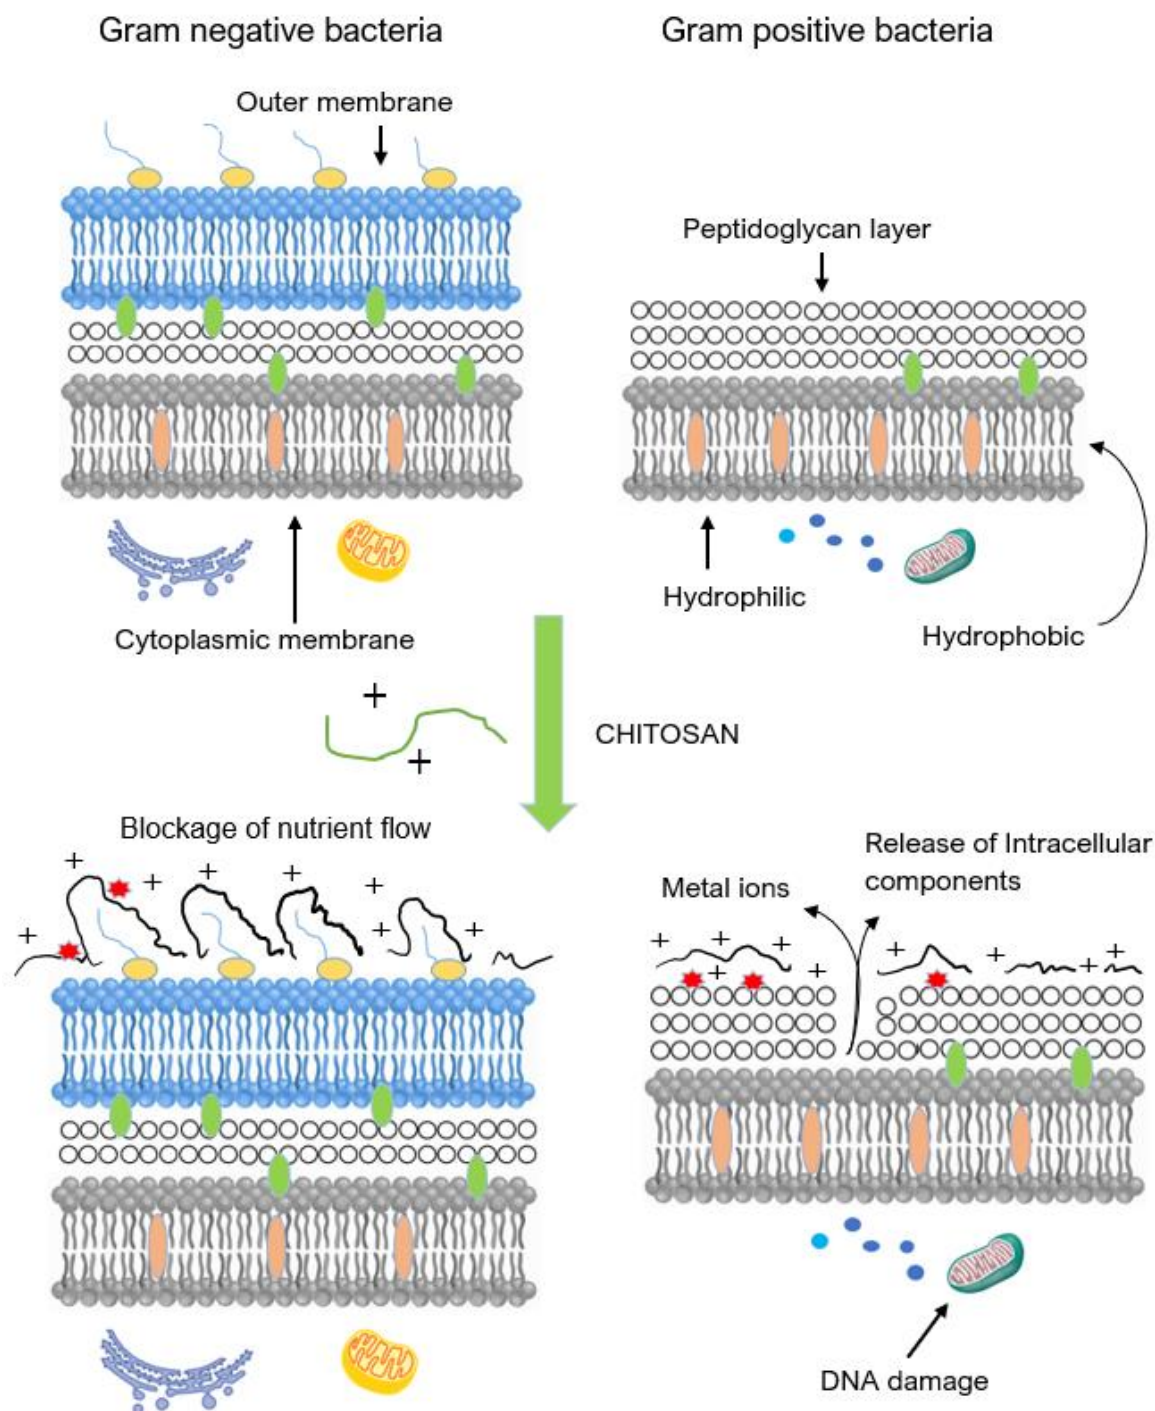 Gram negative bacteria
Gram positive bacteria
Outer membrane
Peptidoglycan layer
Hydrophilic
Hydrophobic
Cytoplasmic membrane
+
+
CHITOSAN
Blockage of nutrient flow
+
+
+
+
+
+
+
+
Metal ions
Release of Intracellular
components
+
+
+
+
+
+
+
+
+
DNA damage